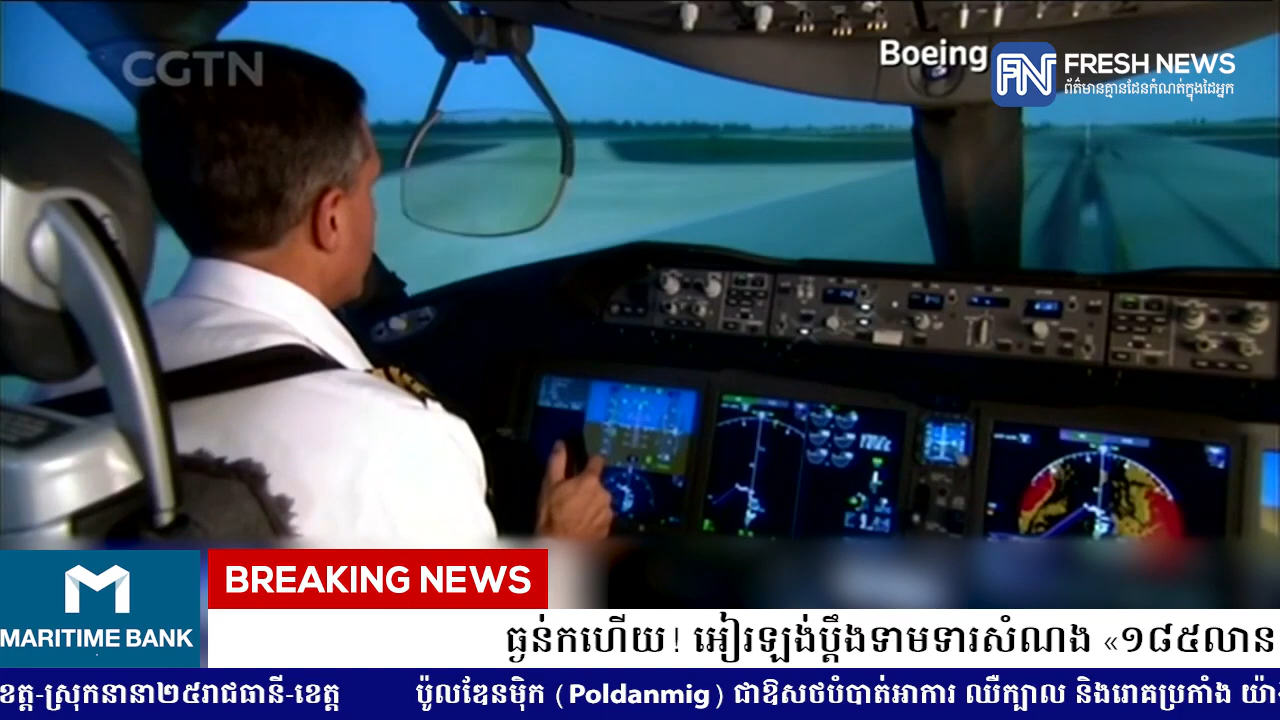 CGTN
Boeing
FN FRESH NEWS
ព័ត៌មានគ្មានដែនកំណត់ក្នុងដៃអ្នក
BREAKING NEWS
MARITIME BANK
ធ្ងន់កហើយ! អៀរឡង់ប្ដឹងទាមទារសំណង «១៨៥លាន
ខត្ត-ស្រុកនានា២៥រាជធានី-ខេត្ត ប៉ូលឌែនម៉ិក (Poldanmig) ជាឱសថបំបាត់អាការ ឈឺក្បាល និងរោគប្រកាំង យ៉ា